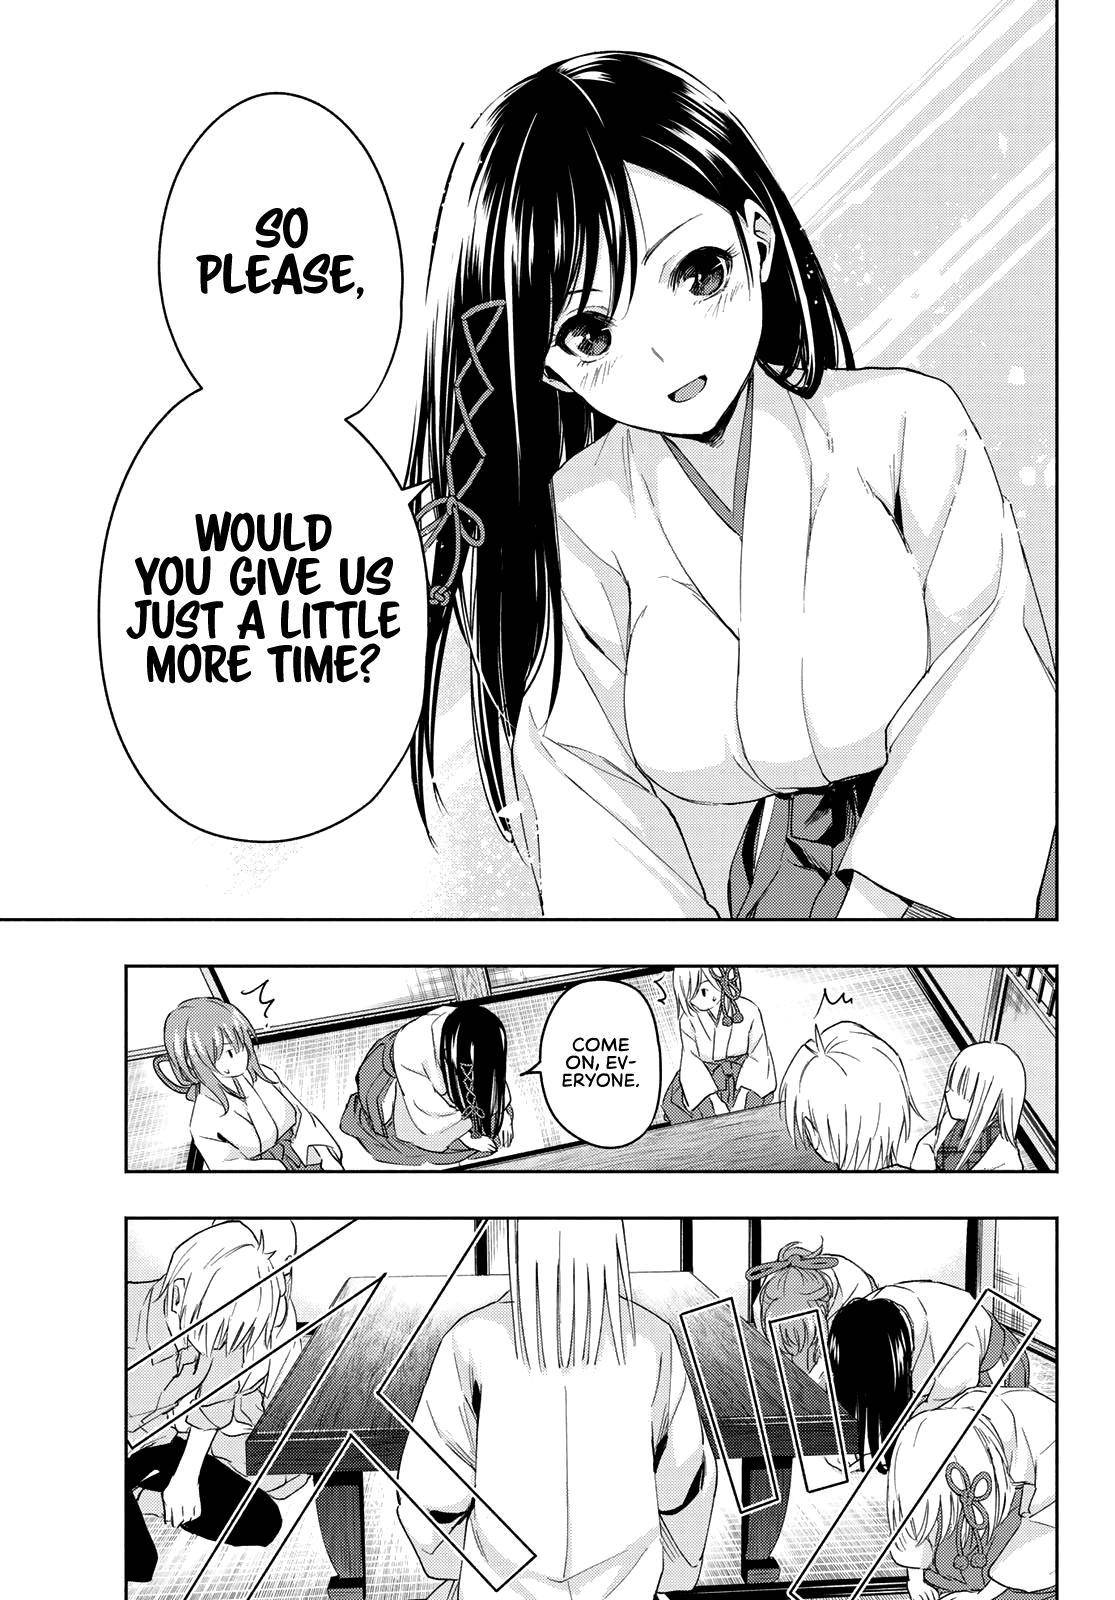 SO
PLEASE,
WOULD
YOU GIVE US
JUST A LITTLE
MORE TIME?
COME
ON, EV-
ERYONE.